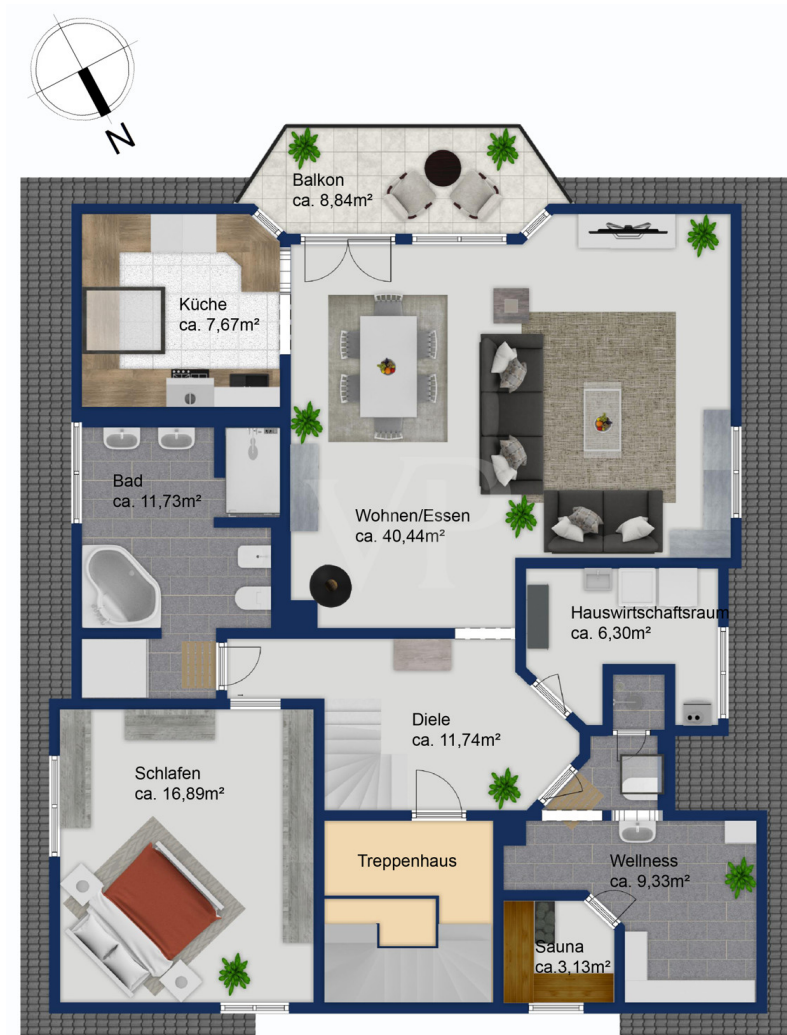 N
Balkon
ca. 8,84m²
Küche
ca. 7,67m²
Bad
ca. 11,73m²
Wohnen/Essen
ca. 40,44m²
VP
Hauswirtschaftsraum
ca. 6,30m²
Diele
ca. 11,74m²
Schlafen
ca. 16,89m²
Treppenhaus
Wellness
ca. 9,33m²
Sauna
ca.3,13m²